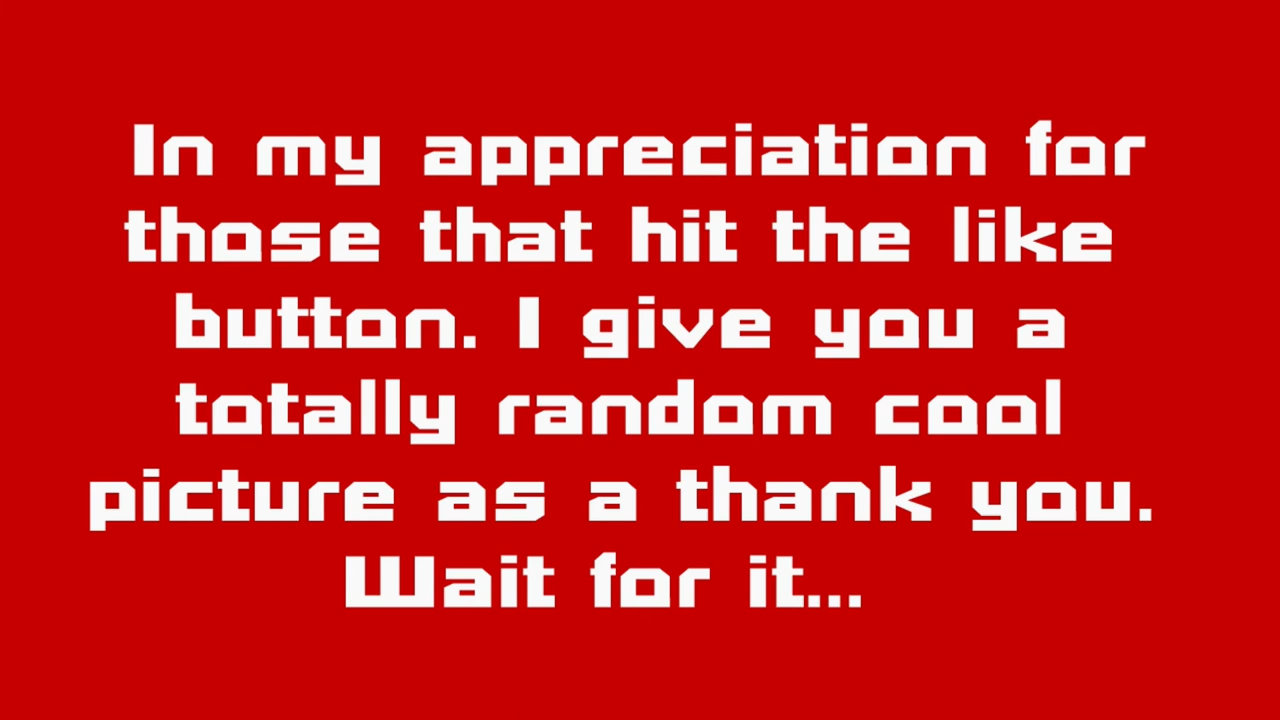 In my appreciation for
those that hit the like
button. I give you a
totally random cool
picture as a thank you.
Wait for it...